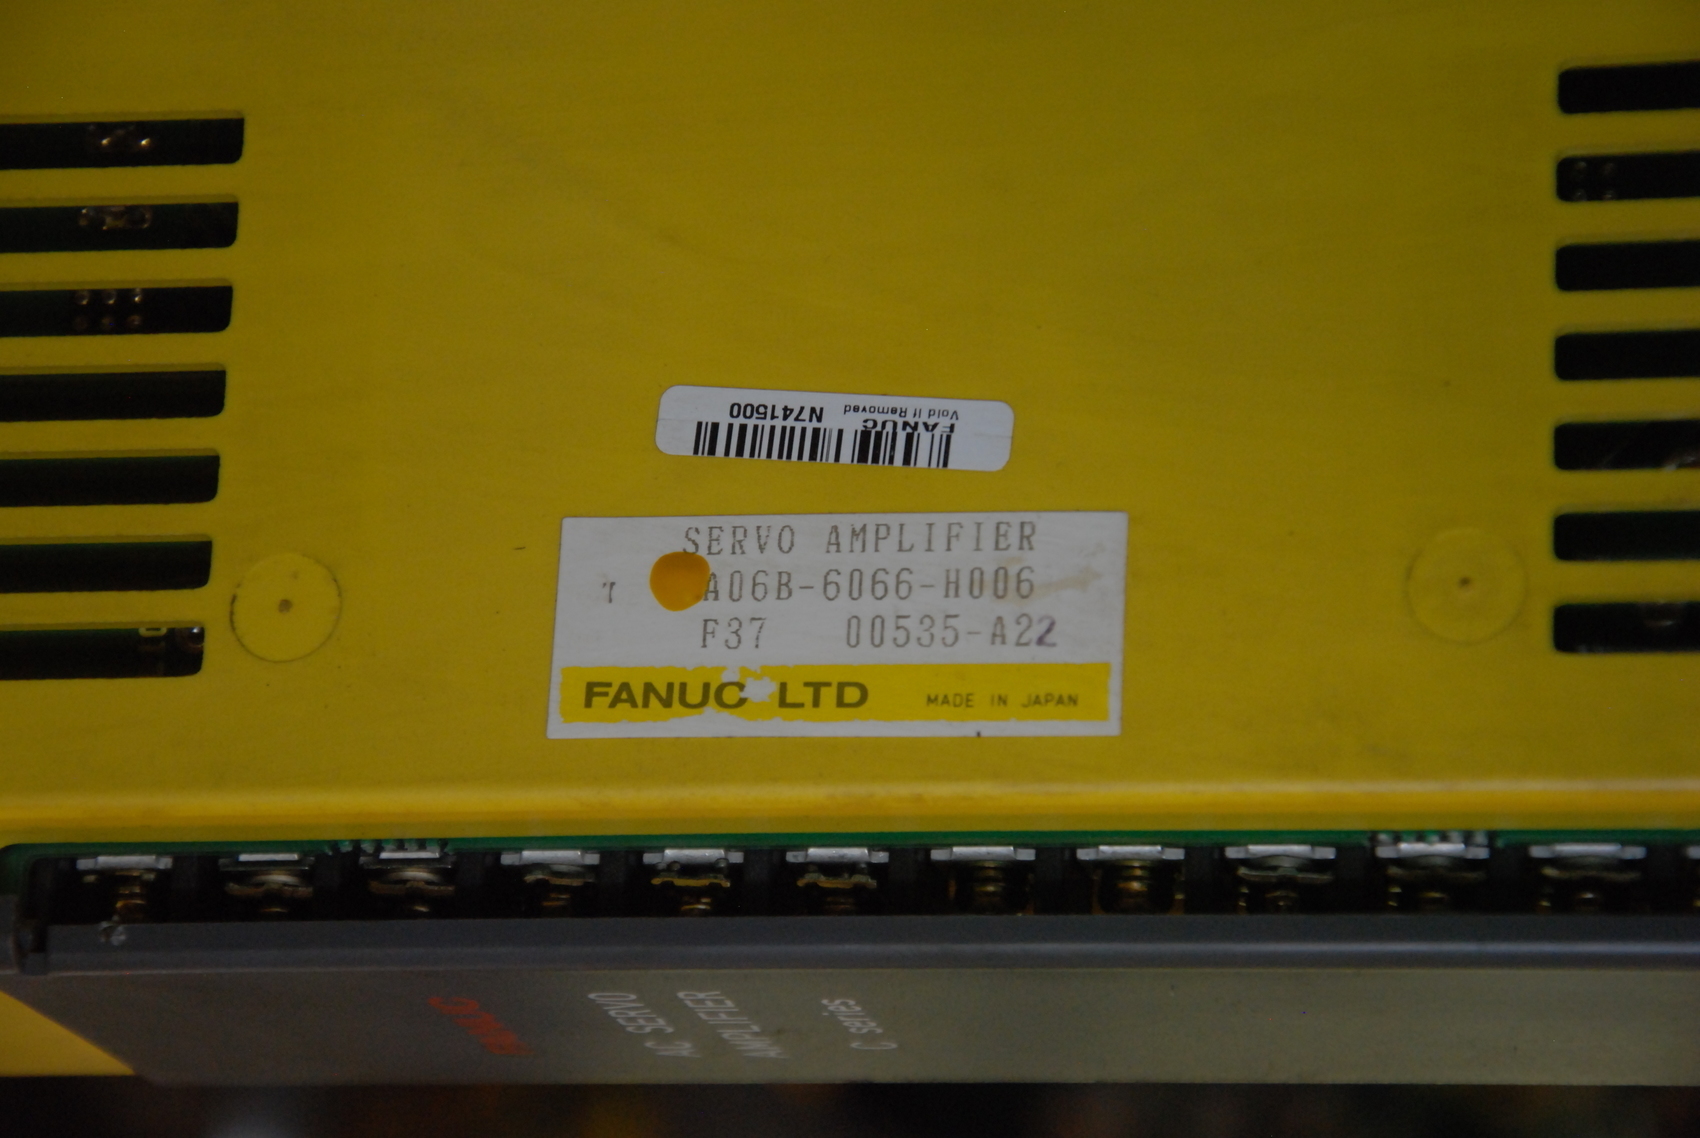 FANUC Void If Removed N741500
SERVO AMPLIFIER
A06B-6066-H006
F37 00535-A22
FANUC LTD MADE IN JAPAN
FANUC
AC SERVO
AMPLIFIER
C series